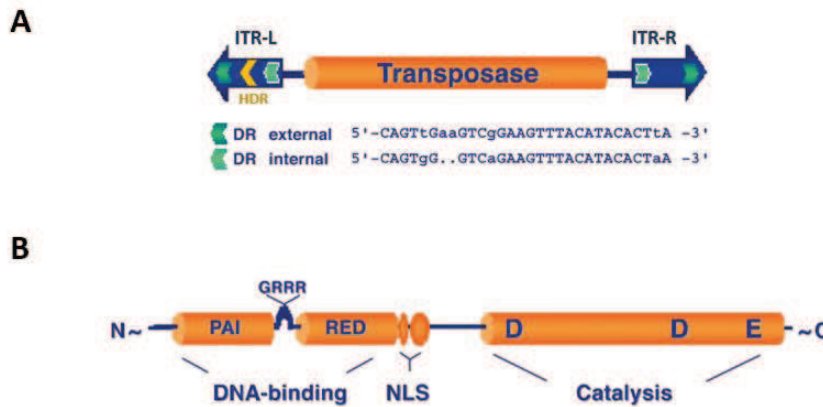 A
ITR-L
ITR-R
Transposase
HDR
DR external 5'-CAGTtGaaGTCgGAAGTTTACATACACTtA -3'
DR internal 5'-CAGTgG..GTCaGAAGTTTACATACACTaA -3'
B
GRRR
N~ PAI RED D D E ~C
DNA-binding NLS Catalysis